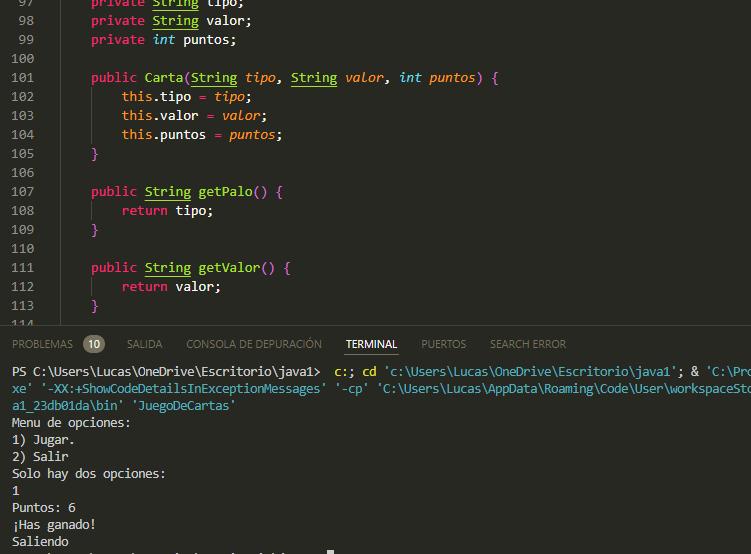 97 private String tipo;
98 private String valor;
99 private int puntos;
100
101 public Carta(String tipo, String valor, int puntos) {
102 this.tipo = tipo;
103 this.valor = valor;
104 this.puntos = puntos;
105 }
106
107 public String getPalo() {
108 return tipo;
109 }
110
111 public String getValor() {
112 return valor;
113 }
114
PROBLEMAS 10 SALIDA CONSOLA DE DEPURACIÓN TERMINAL PUERTOS SEARCH ERROR
PS C:\Users\Lucas\OneDrive\Escritorio\java1> c:; cd 'c:\Users\Lucas\OneDrive\Escritorio\java1'; & 'C:\Pro
xe' '-XX:+ShowCodeDetailsInExceptionMessages' '-cp' 'C:\Users\Lucas\AppData\Roaming\Code\User\workspaceSto
a1_23db01da\bin' 'JuegoDeCartas'
Menu de opciones:
1) Jugar.
2) Salir
Solo hay dos opciones:
1
Puntos: 6
¡Has ganado!
Saliendo